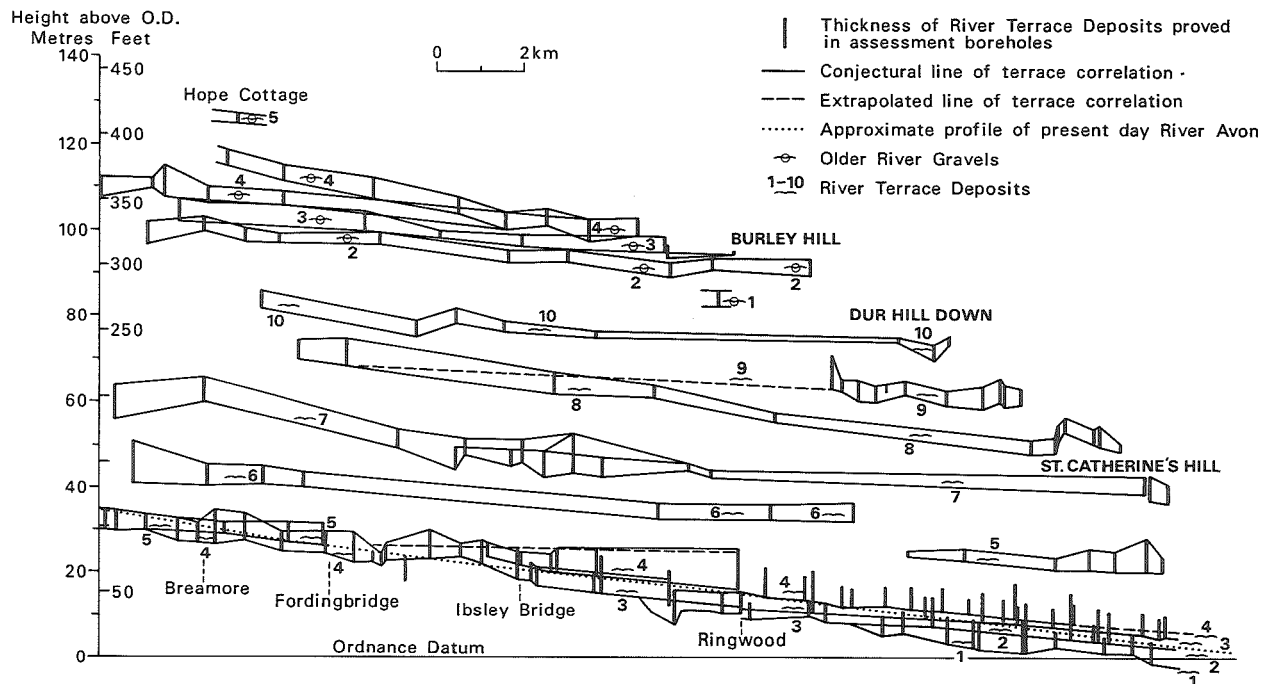 Height above O.D.
Metres Feet
140
450
120
400
100
350
300
80
250
60
40
20
50
0
0 2km
Thickness of River Terrace Deposits proved
in assessment boreholes
Conjectural line of terrace correlation
Extrapolated line of terrace correlation
Approximate profile of present day River Avon
Older River Gravels
1-10 River Terrace Deposits
Hope Cottage
5
4
4
3
4
3
2
2
2
BURLEY HILL
1
10
10
DUR HILL DOWN
10
9
9
8
8
7
ST. CATHERINE'S HILL
7
6
6
6
5
5
5
4
4
4
4
3
3
2
1
4
3
2
1
Breamore
Fordingbridge
Ibsley Bridge
Ringwood
Ordnance Datum